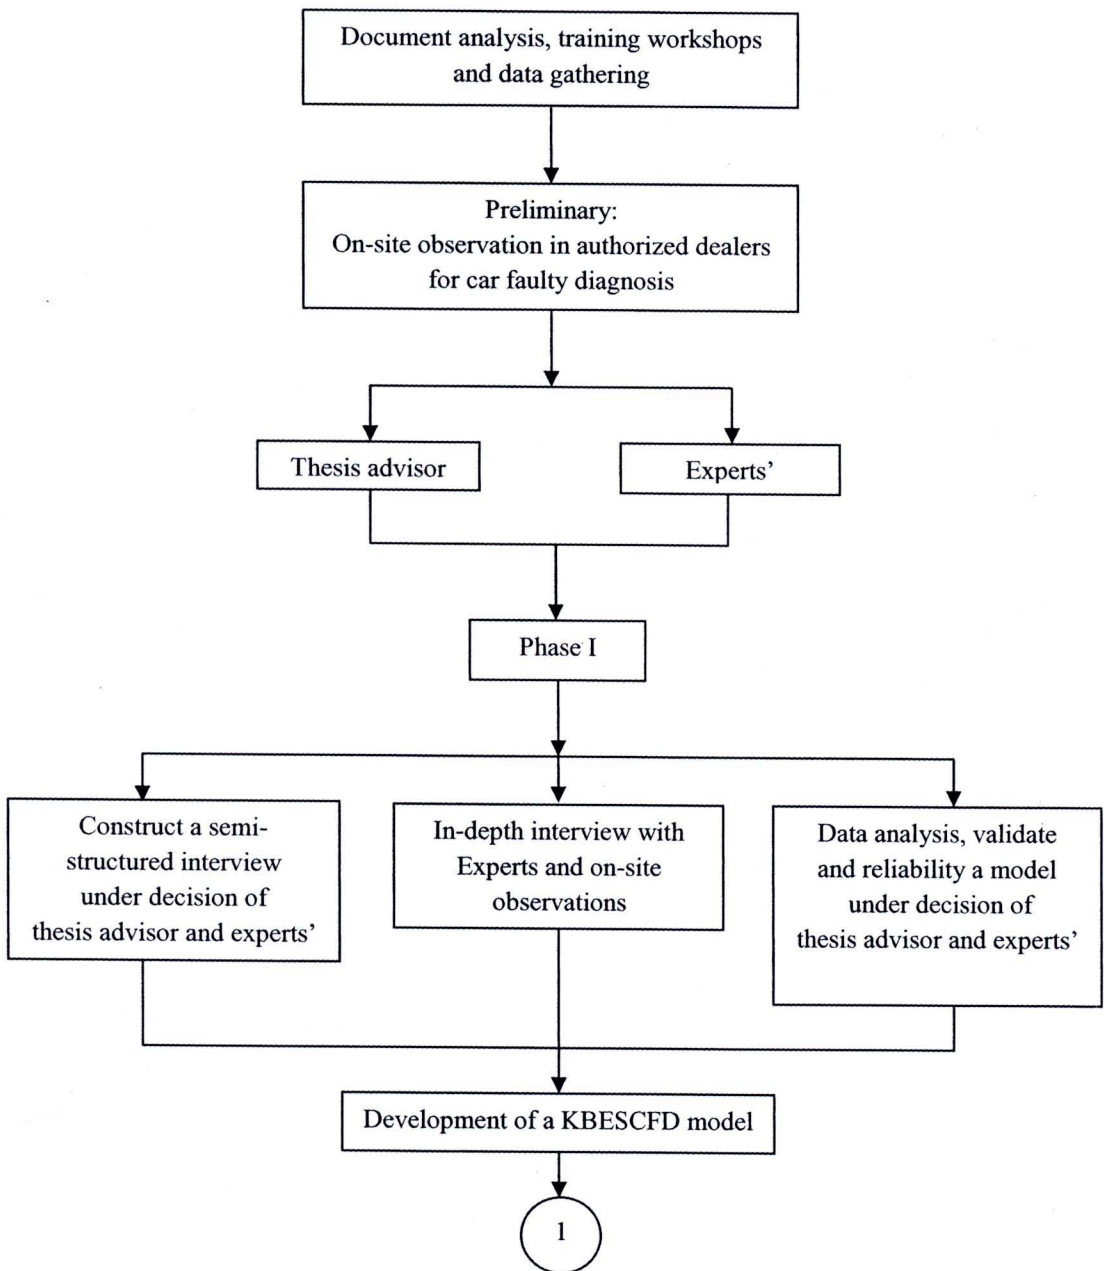 Document analysis, training workshops
and data gathering
Preliminary:
On-site observation in authorized dealers
for car faulty diagnosis
Thesis advisor
Experts’
Phase I
Construct a semi-
structured interview
under decision of
thesis advisor and experts’
In-depth interview with
Experts and on-site
observations
Data analysis, validate
and reliability a model
under decision of
thesis advisor and experts’
Development of a KBESCFD model
1